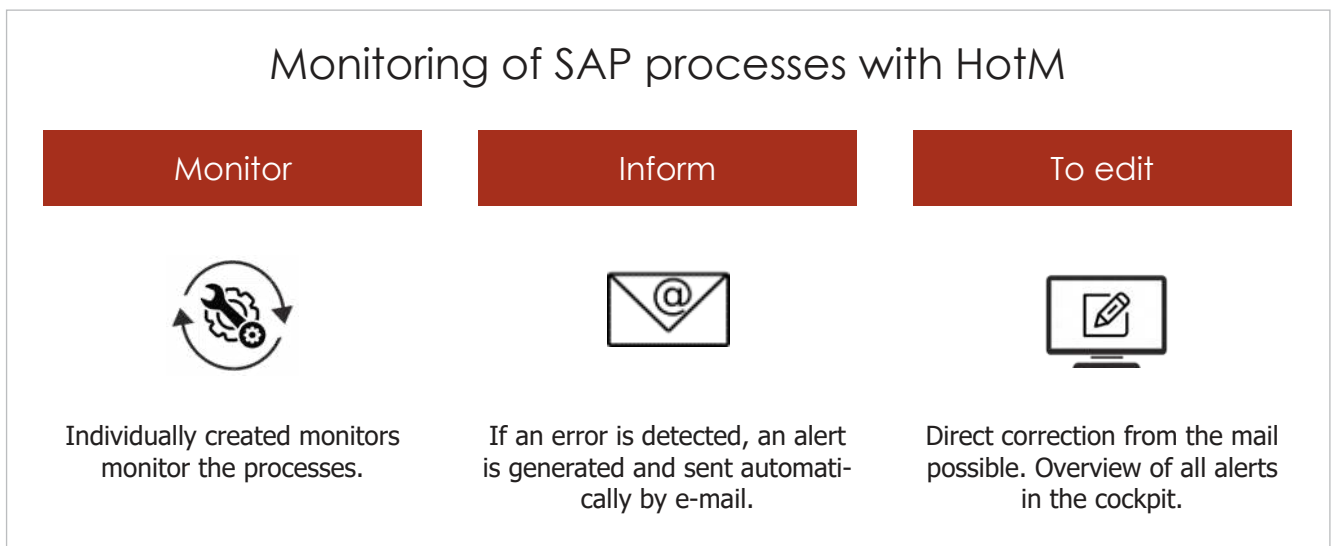 Monitoring of SAP processes with HotM
Monitor
Inform
To edit
@
Individually created monitors
monitor the processes.
If an error is detected, an alert
is generated and sent automati-
cally by e-mail.
Direct correction from the mail
possible. Overview of all alerts
in the cockpit.